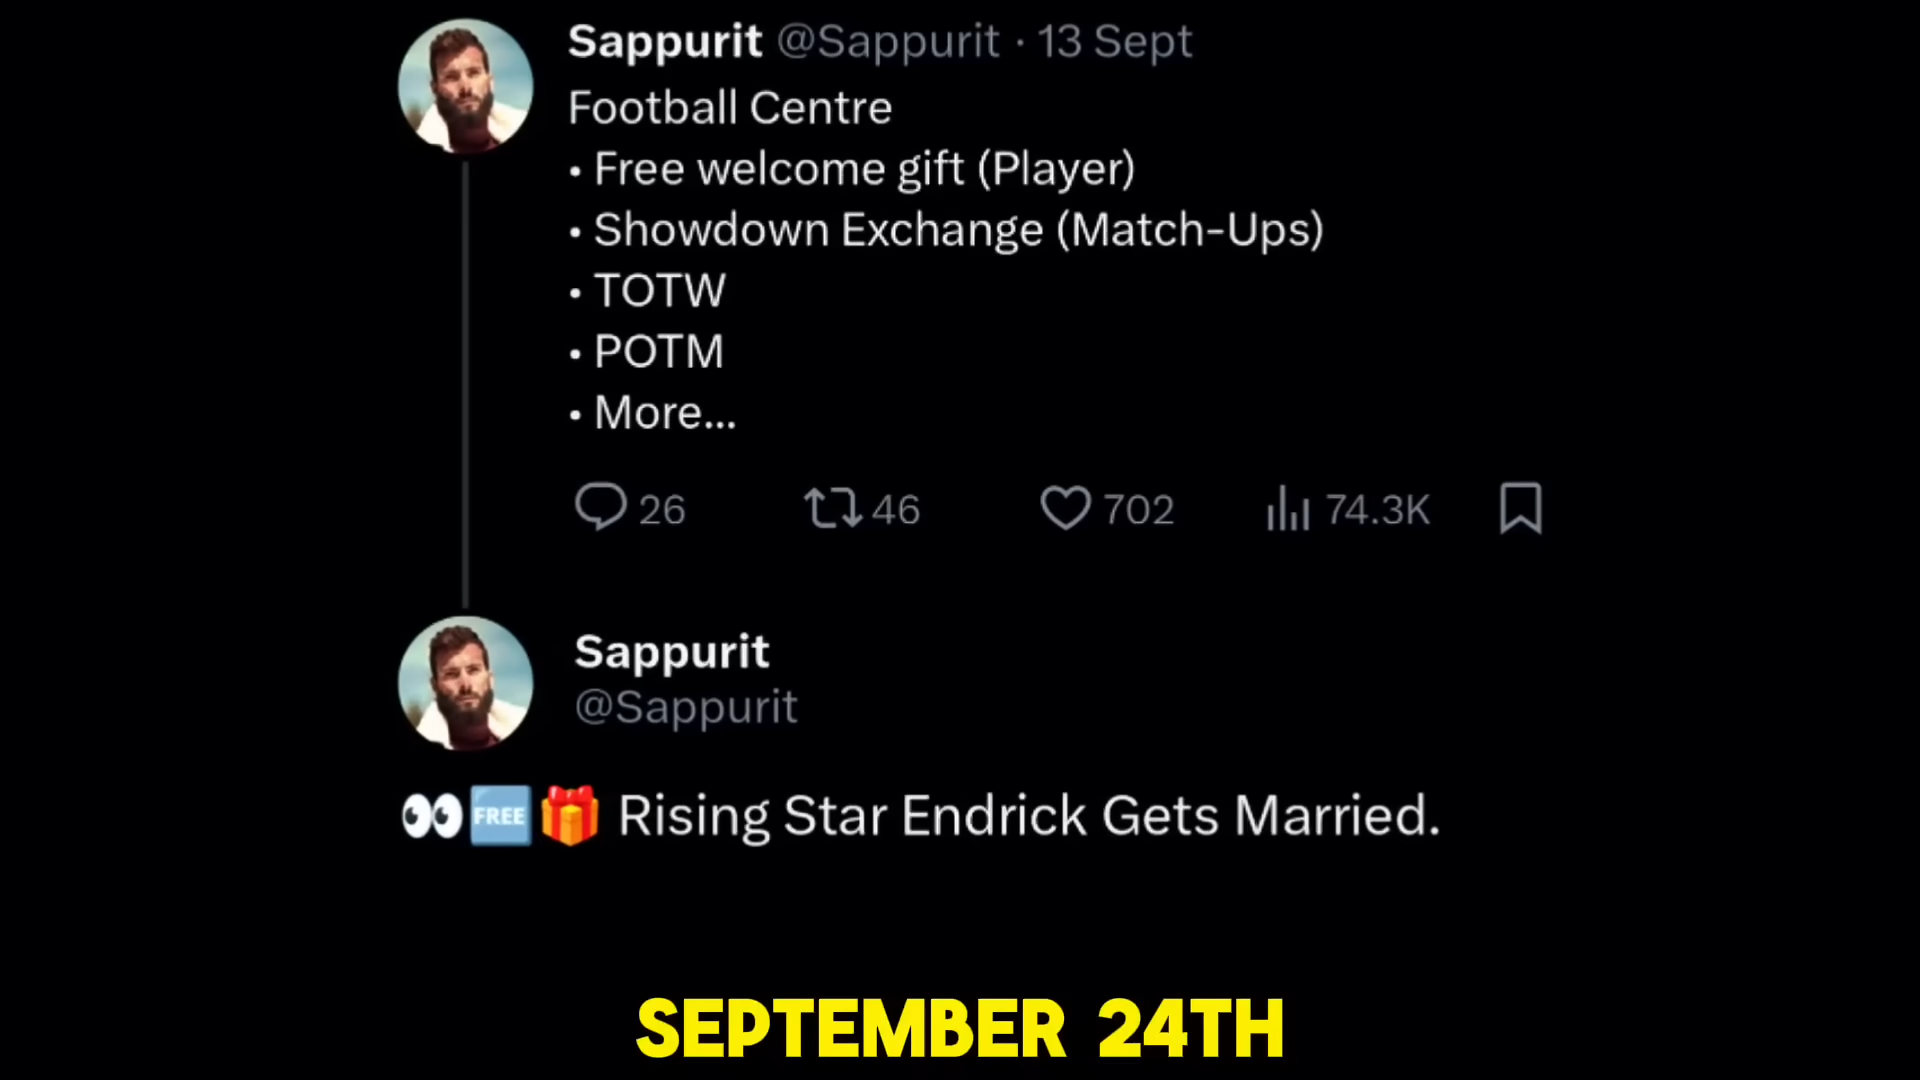 Sappurit @Sappurit · 13 Sept
Football Centre
• Free welcome gift (Player)
• Showdown Exchange (Match-Ups)
• TOTW
• POTM
• More...
26 46 702 74.3K
Sappurit
@Sappurit
👀🆓🎁 Rising Star Endrick Gets Married.
SEPTEMBER 24TH